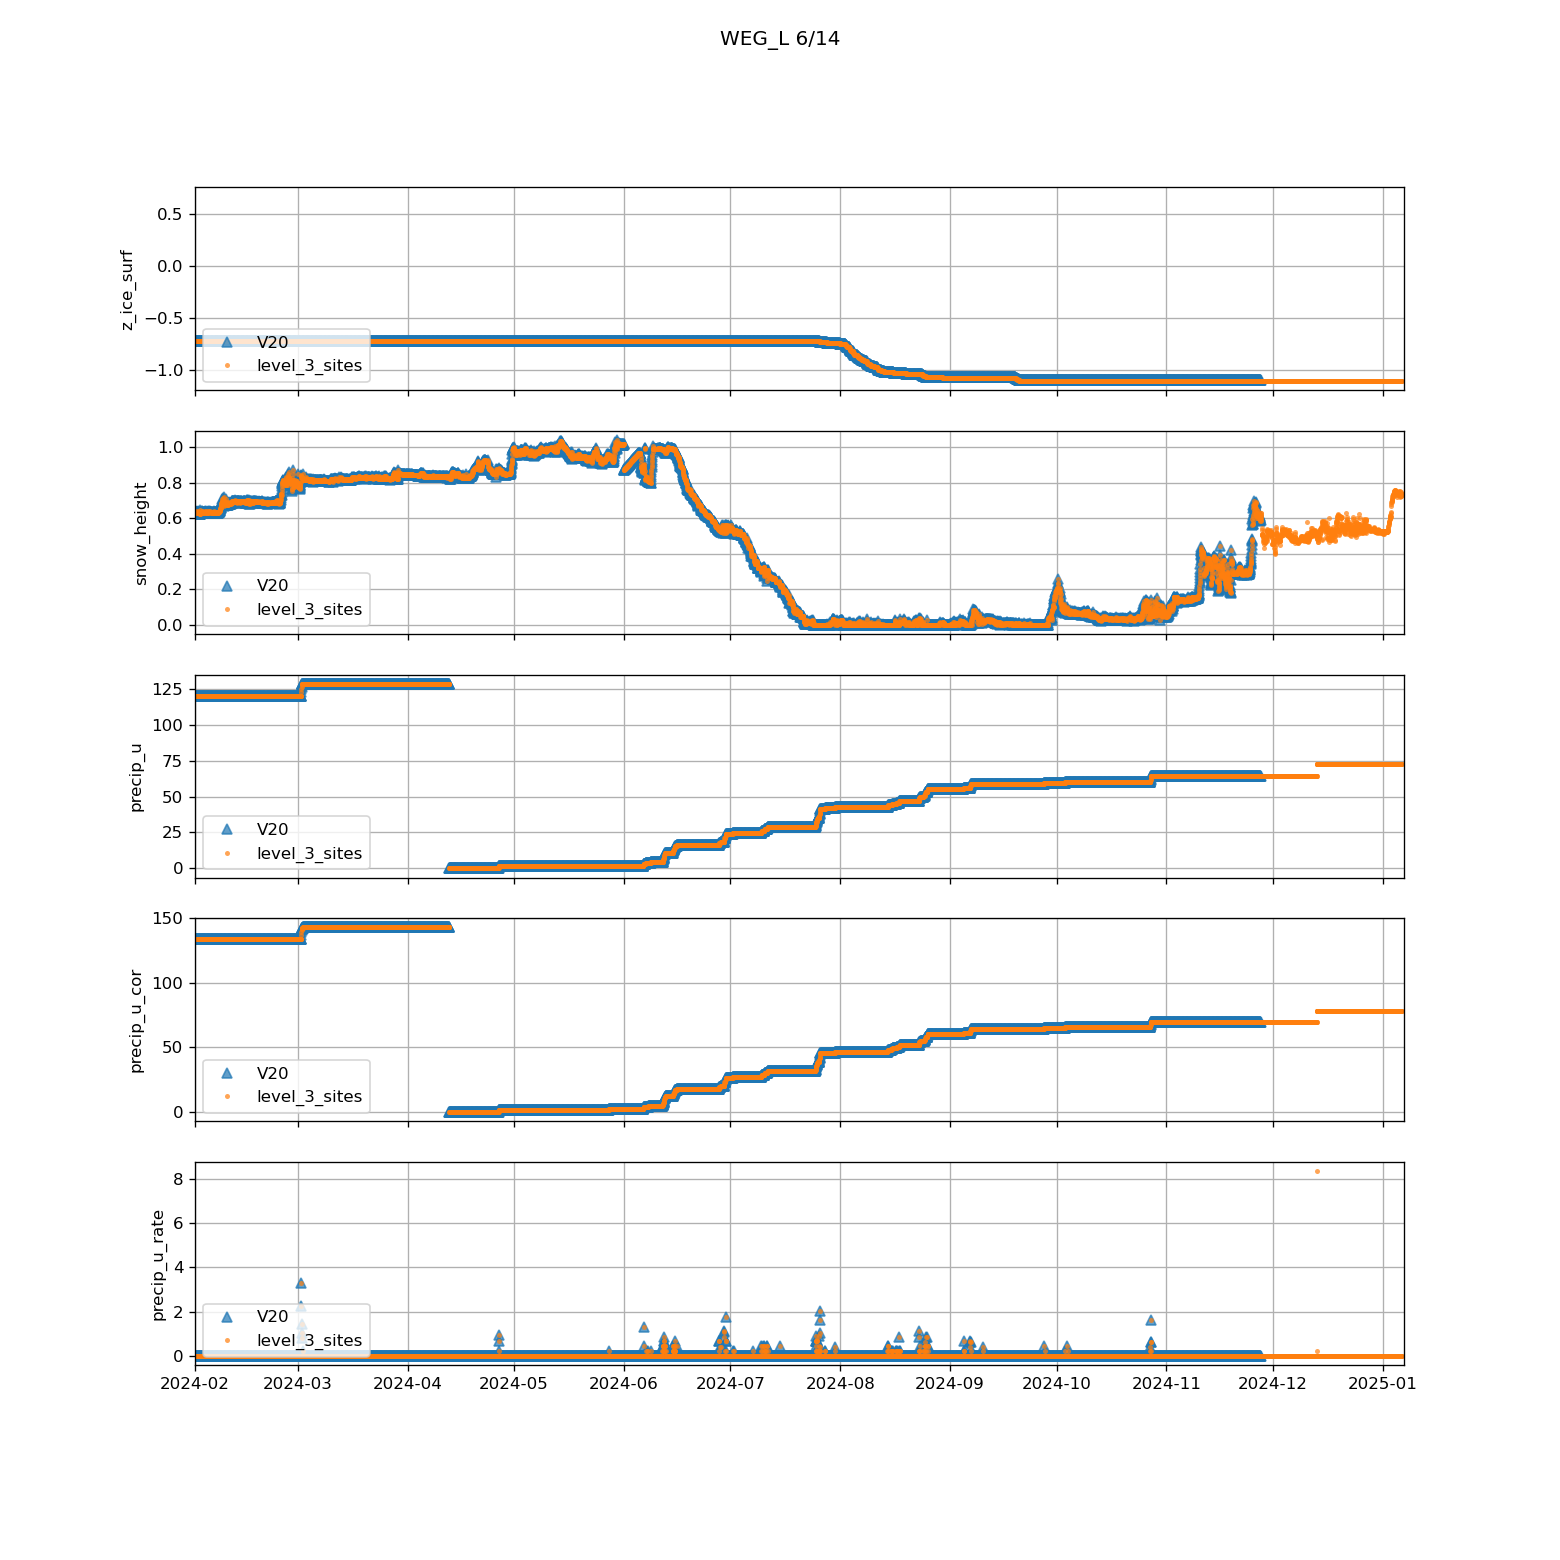 WEG_L 6/14
0.5
0.0
−0.5
−1.0
z_ice_surf
V20
level_3_sites
1.0
0.8
0.6
0.4
0.2
0.0
snow_height
V20
level_3_sites
125
100
75
50
25
0
precip_u
V20
level_3_sites
150
100
50
0
precip_u_cor
V20
level_3_sites
8
6
4
2
0
precip_u_rate
V20
level_3_sites
2024-02 2024-03 2024-04 2024-05 2024-06 2024-07 2024-08 2024-09 2024-10 2024-11 2024-12 2025-01